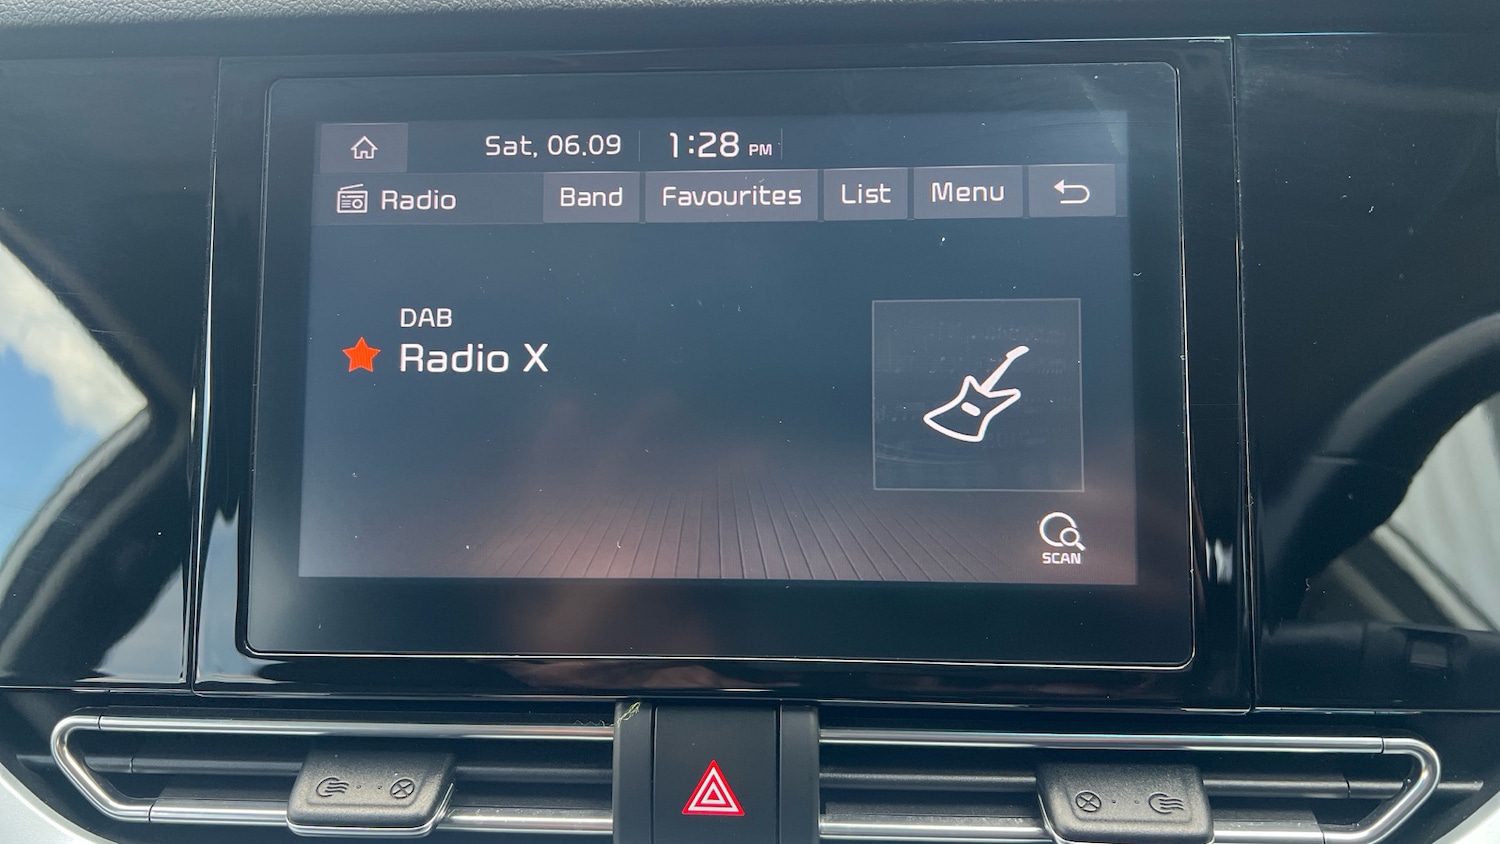 Sat, 06.09 1:28 PM
Radio Band Favourites List Menu
DAB
Radio X
SCAN